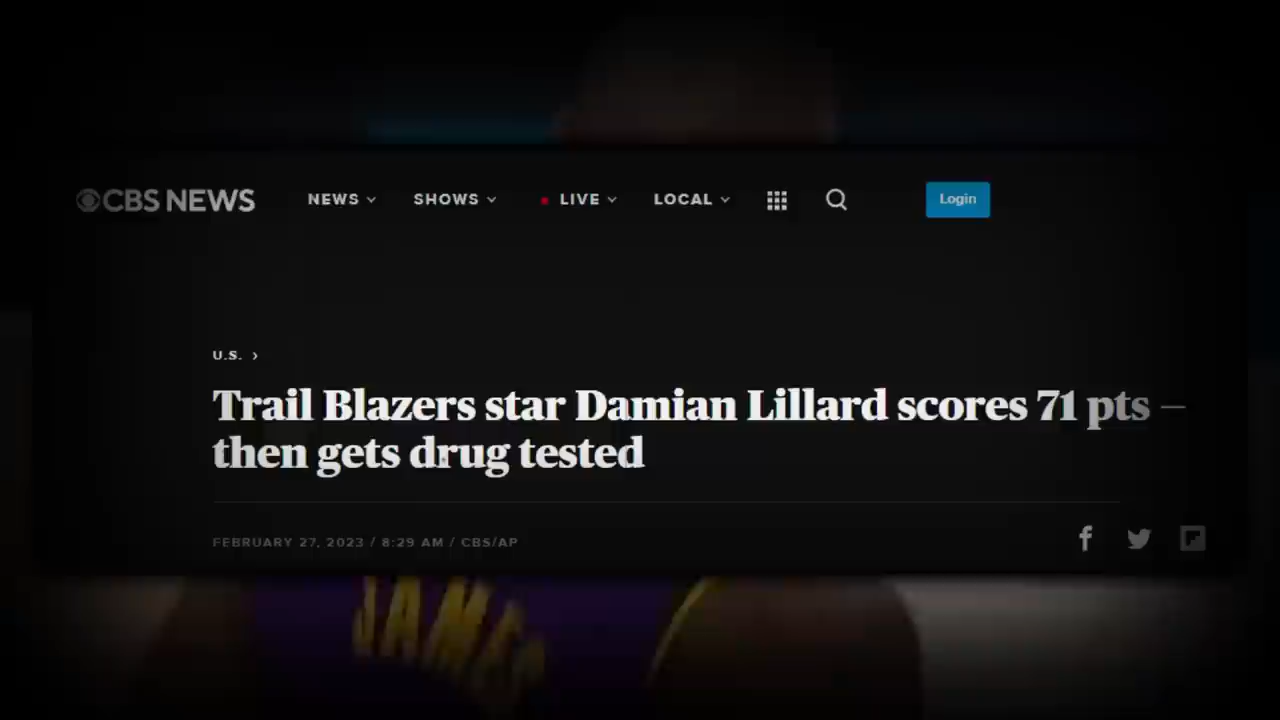 CBS NEWS NEWS SHOWS LIVE LOCAL Login
U.S. ›
Trail Blazers star Damian Lillard scores 71 pts —
then gets drug tested
FEBRUARY 27, 2023 / 8:29 AM / CBS/AP
JAMES